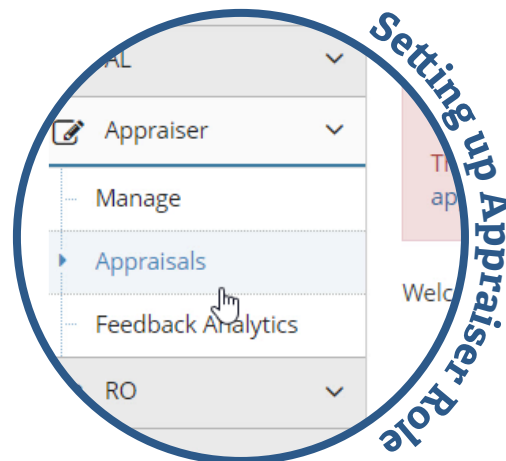 AL
Appraiser
Manage
Appraisals
Feedback Analytics
RO
Welc
Setting up Appraiser Role